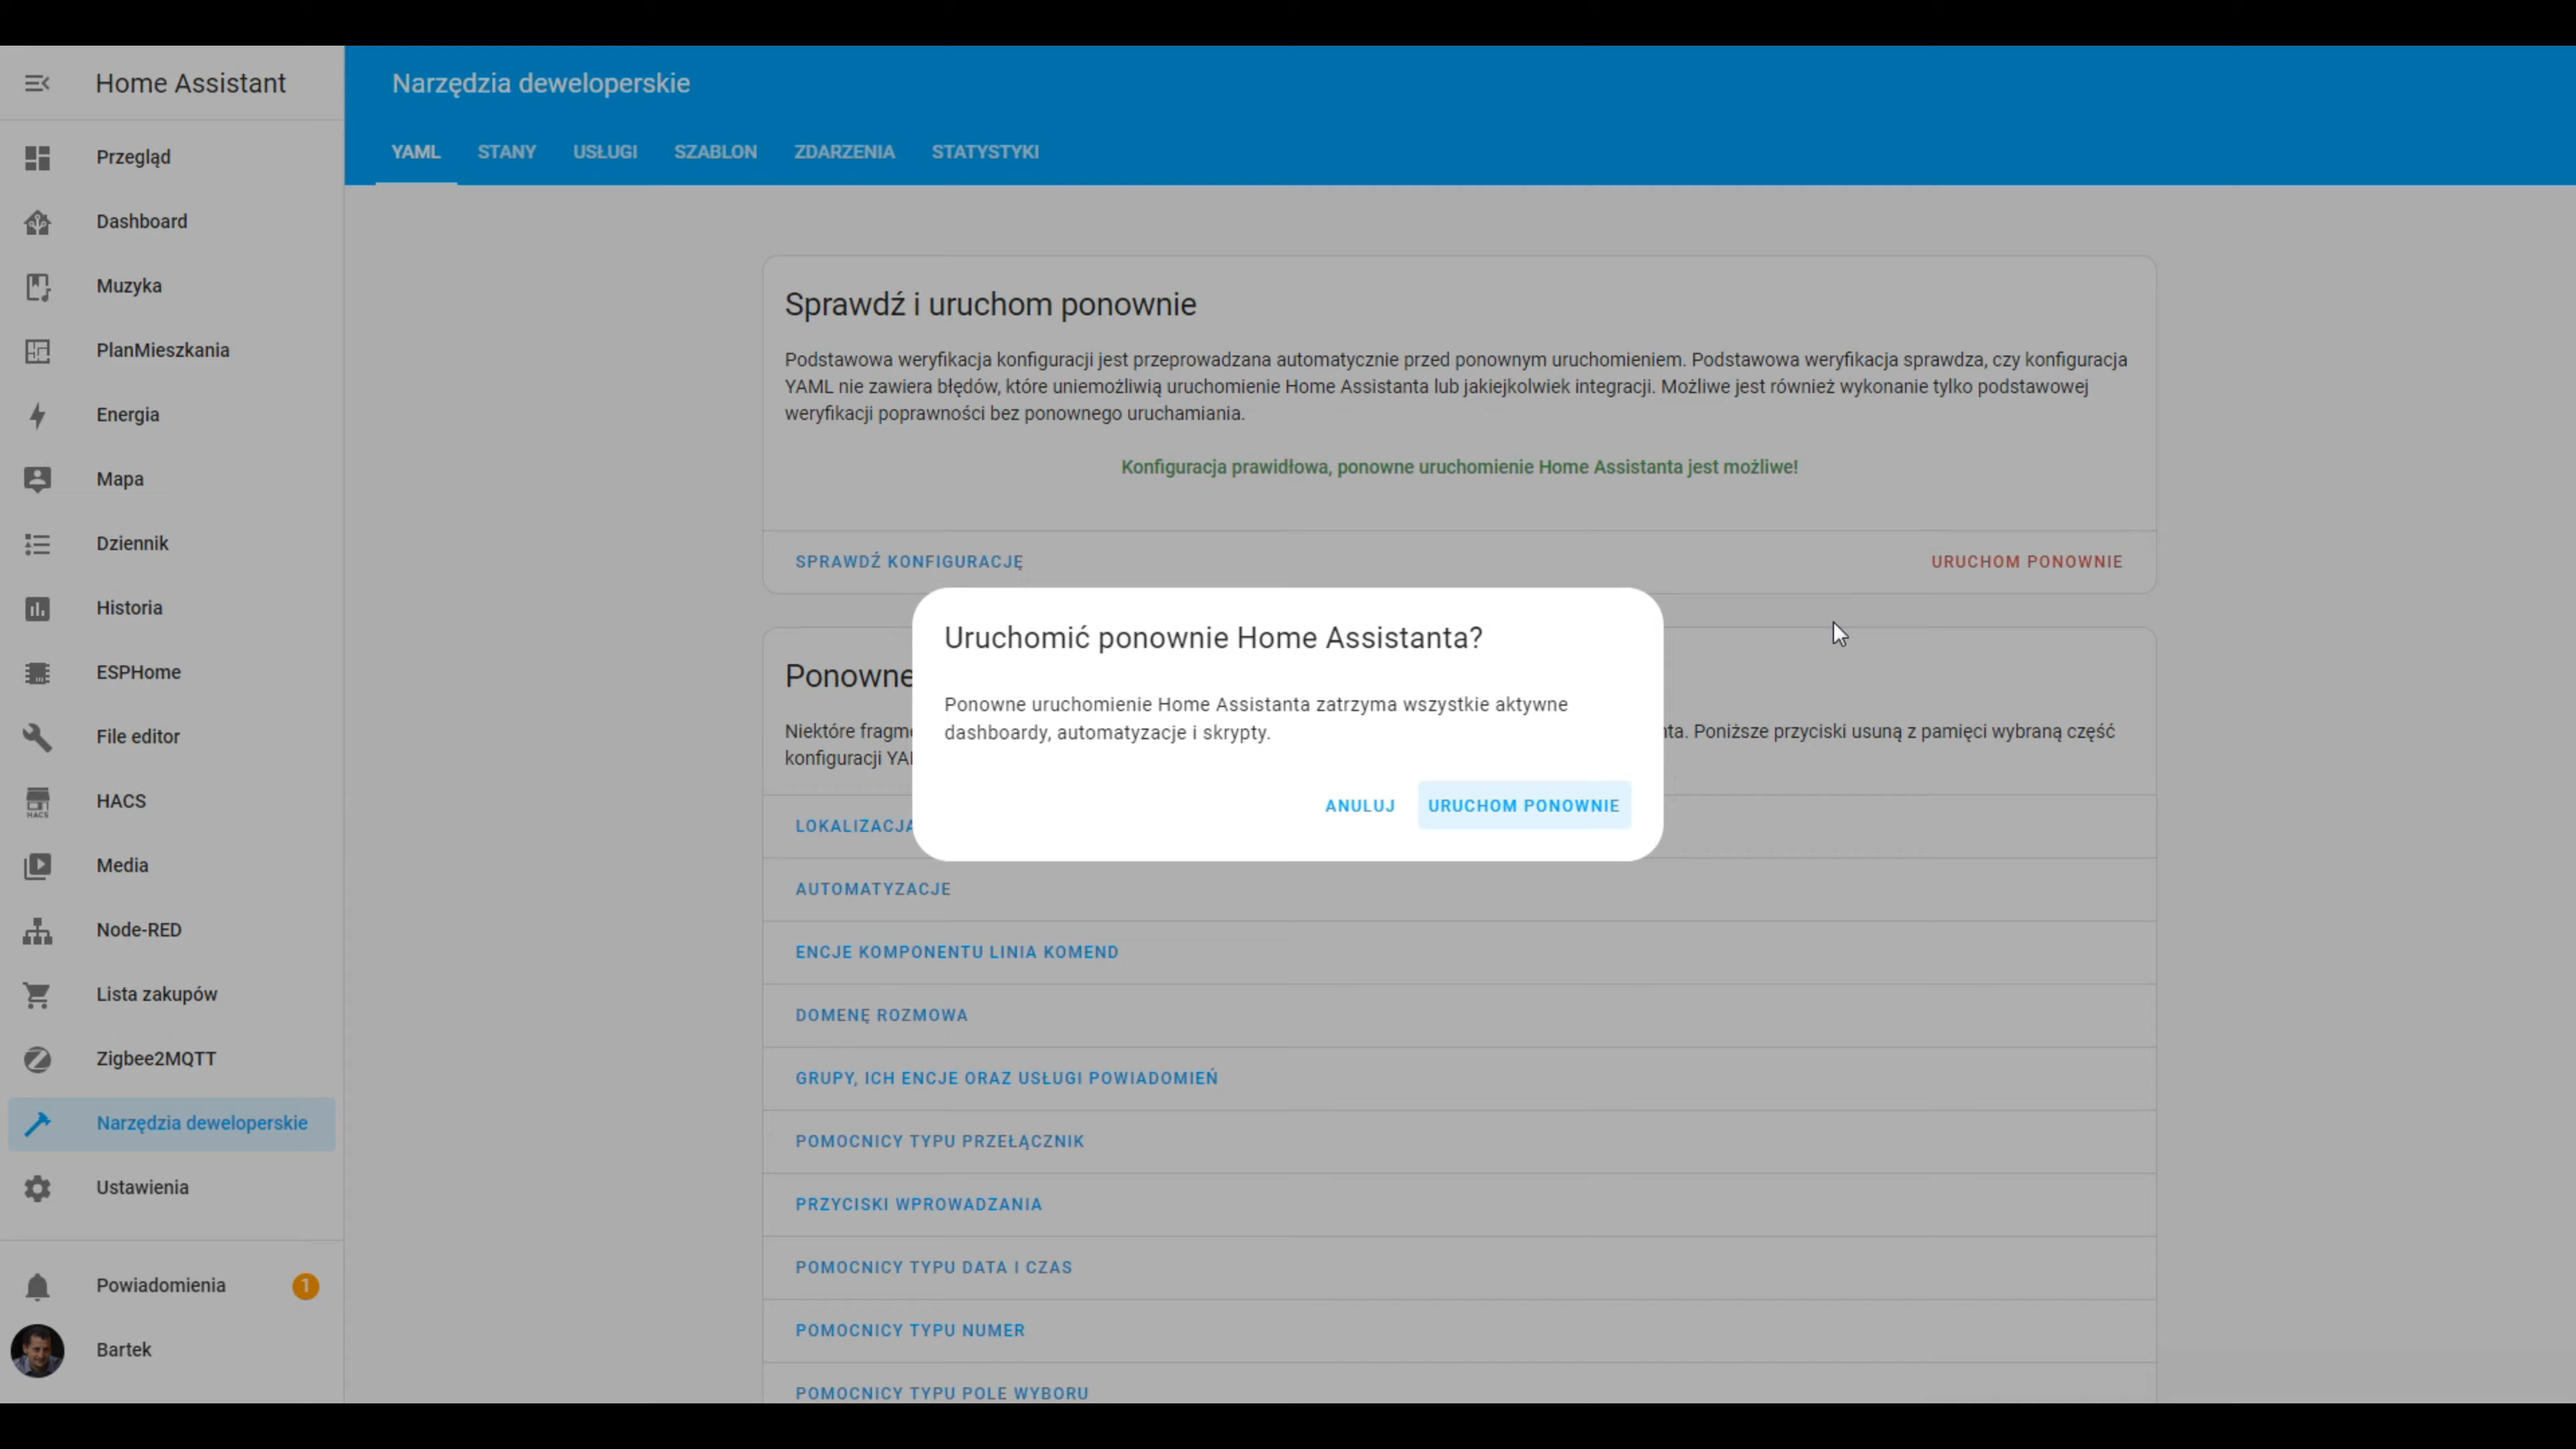 Home Assistant
Przegląd
Dashboard
Muzyka
PlanMieszkania
Energia
Mapa
Dziennik
Historia
ESPHome
File editor
HACS
HACS
Media
Node-RED
Lista zakupów
Zigbee2MQTT
Narzędzia deweloperskie
Ustawienia
Powiadomienia 1
Bartek
Narzędzia deweloperskie
YAML STANY USŁUGI SZABLON ZDARZENIA STATYSTYKI
Sprawdź i uruchom ponownie
Podstawowa weryfikacja konfiguracji jest przeprowadzana automatycznie przed ponownym uruchomieniem. Podstawowa weryfikacja sprawdza, czy konfiguracja
YAML nie zawiera błędów, które uniemożliwią uruchomienie Home Assistanta lub jakiejkolwiek integracji. Możliwe jest również wykonanie tylko podstawowej
weryfikacji poprawności bez ponownego uruchamiania.
Konfiguracja prawidłowa, ponowne uruchomienie Home Assistanta jest możliwe!
SPRAWDŹ KONFIGURACJĘ URUCHOM PONOWNIE
Uruchomić ponownie Home Assistanta?
Ponowne uruchomienie Home Assistanta zatrzyma wszystkie aktywne
dashboardy, automatyzacje i skrypty.
ANULUJ URUCHOM PONOWNIE
Ponowne
Niektóre Poniższe przyciski usuną z pamięci wybraną część
konfiguracji
LOKALIZACJA
AUTOMATYZACJE
ENCJE KOMPONENTU LINIA KOMEND
DOMENĘ ROZMOWA
GRUPY, ICH ENCJE ORAZ USŁUGI POWIADOMIEŃ
POMOCNICY TYPU PRZEŁĄCZNIK
PRZYCISKI WPROWADZANIA
POMOCNICY TYPU DATA I CZAS
POMOCNICY TYPU NUMER
POMOCNICY TYPU POLE WYBORU